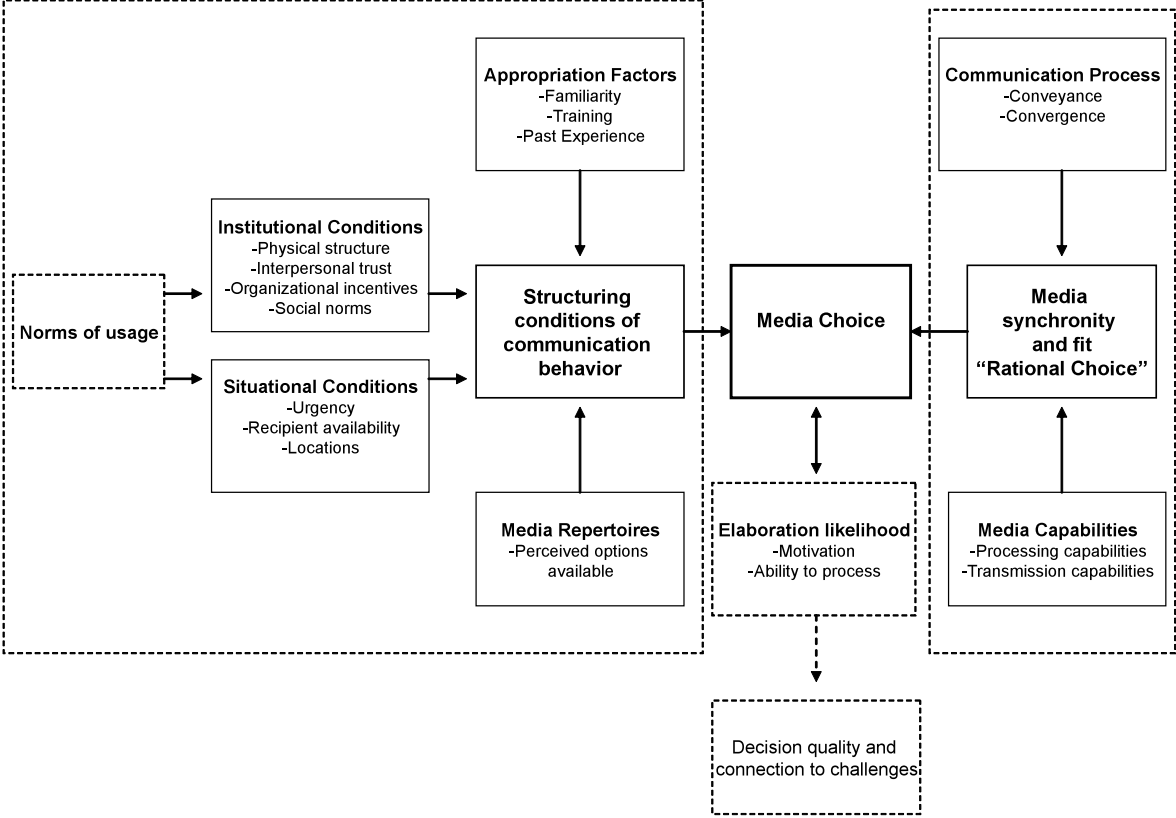 Appropriation Factors
-Familiarity
-Training
-Past Experience
Communication Process
-Conveyance
-Convergence
Institutional Conditions
-Physical structure
-Interpersonal trust
-Organizational incentives
-Social norms
Norms of usage
Structuring
conditions of
communication
behavior
Media Choice
Media
synchronity
and fit
“Rational Choice”
Situational Conditions
-Urgency
-Recipient availability
-Locations
Media Repertoires
-Perceived options
available
Elaboration likelihood
-Motivation
-Ability to process
Media Capabilities
-Processing capabilities
-Transmission capabilities
Decision quality and
connection to challenges